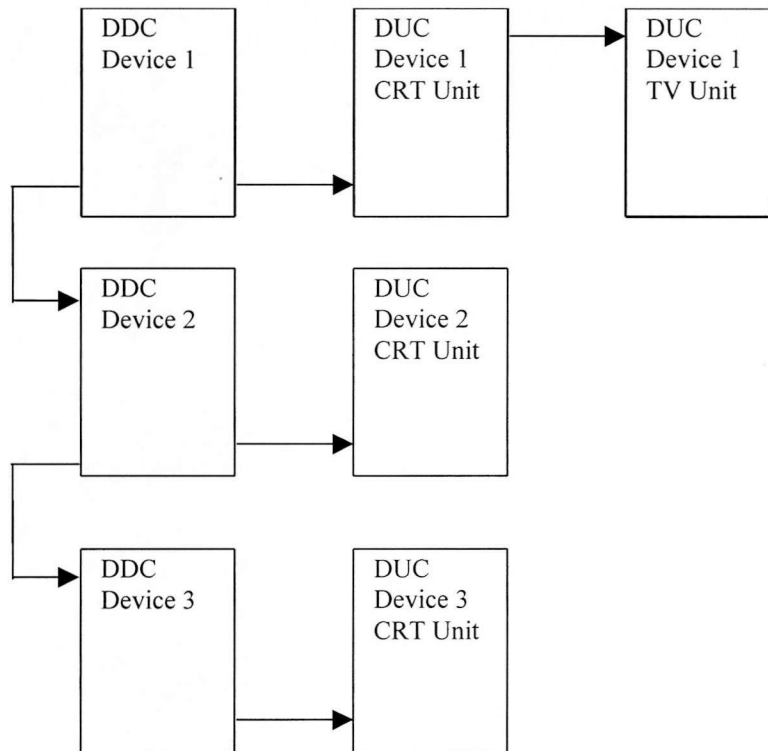 DDC
Device 1
DUC
Device 1
CRT Unit
DUC
Device 1
TV Unit
DDC
Device 2
DUC
Device 2
CRT Unit
DDC
Device 3
DUC
Device 3
CRT Unit